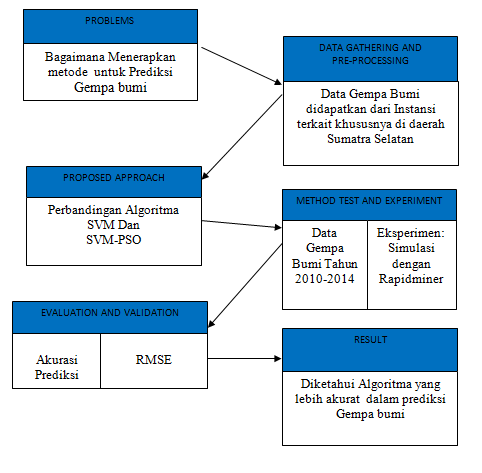 PROBLEMS
Bagaimana Menerapkan
metode untuk Prediksi
Gempa bumi
DATA GATHERING AND
PRE-PROCESSING
Data Gempa Bumi
didapatkan dari Instansi
terkait khususnya di daerah
Sumatra Selatan
PROPOSED APPROACH
Perbandingan Algoritma
SVM Dan
SVM-PSO
METHOD TEST AND EXPERIMENT
Data
Gempa
Bumi Tahun
2010-2014
Eksperimen:
Simulasi
dengan
Rapidminer
EVALUATION AND VALIDATION
Akurasi
Prediksi
RMSE
RESULT
Diketahui Algoritma yang
lebih akurat dalam prediksi
Gempa bumi